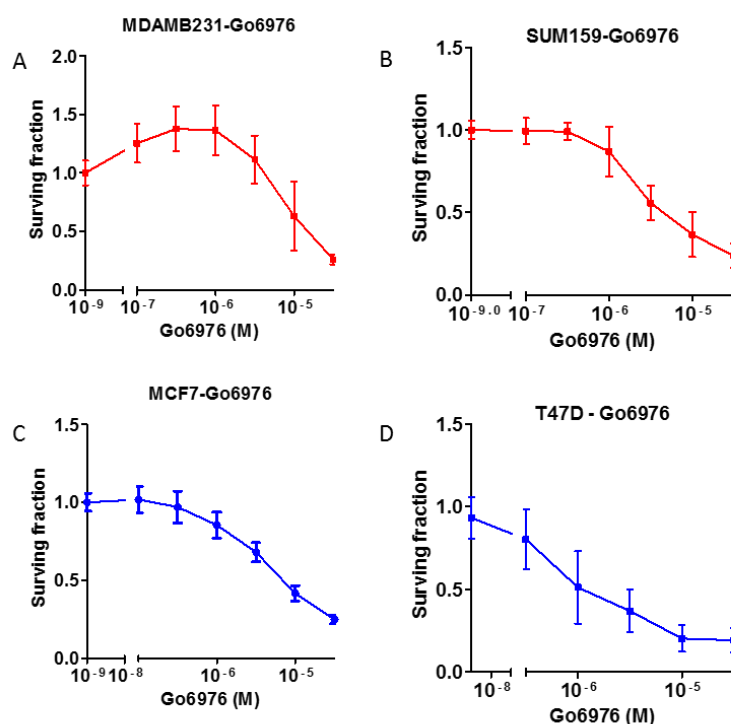 A
MDAMB231-Go6976
Surving fraction
2.0
1.5
1.0
0.5
0.0
10-9 10-7 10-6 10-5
Go6976 (M)
B
SUM159-Go6976
Surving fraction
1.5
1.0
0.5
0.0
10-9.0 10-7 10-6 10-5
Go6976 (M)
C
MCF7-Go6976
Surving fraction
1.5
1.0
0.5
0.0
10-9 10-8 10-6 10-5
Go6976 (M)
D
T47D - Go6976
Surving fraction
1.5
1.0
0.5
0.0
10-8 10-6 10-5
Go6976 (M)